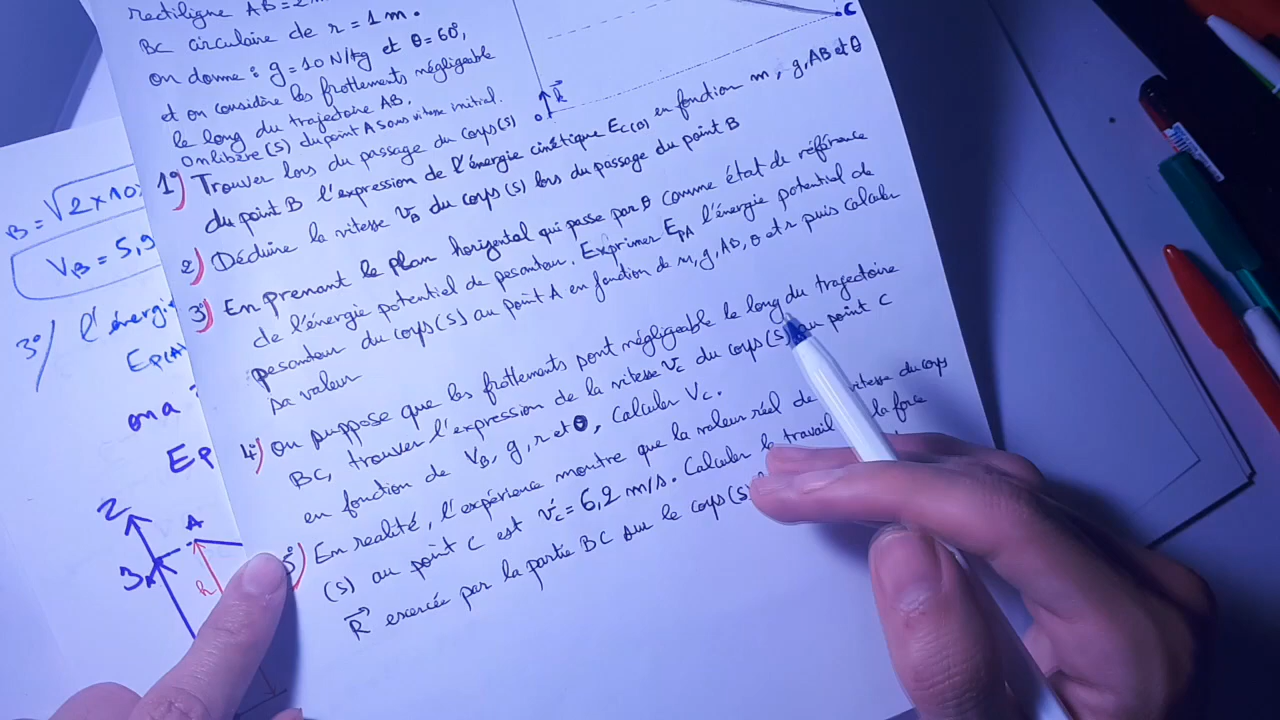 rectiligne AB=2
BC circulaire de r = 1 m.
on donne : g = 10 N/kg et θ = 60°,
et on considère les frottements négligeable
le long du trajectoire AB.
On libère (S) du point A sans vitesse initial.
1°) Trouver lors du passage du corps (S)
du point B l'expression de l'énergie cinétique Ec(B) en fonction m, g, AB et θ
2) Déduire la vitesse VB du corps (S) lors du passage du point B
3°) En prenant le plan horizental qui passe par θ comme état de référence
de l'énergie potentiel de pesanteur. Exprimer EPA l'énergie potentiel de
pesanteur du corps (S) au point A en fonction de m, g, AB, θ et r puis calculer
sa valeur
4°) On suppose que les frottements sont négligeable le long du trajectoire
BC, trouver l'expression de la vitesse Vc du corps (S) au point C
en fonction de VB, g, r et θ, Calculer Vc.
5°) En realité, l'expérience montre que la valeur réel de vitesse du corps
(S) au point C est V'c = 6,2 m/s. Calculer le travail la force
R exercée par la partie BC sur le corps (S)
C
k
o
B = √2×10
VB = 5,9
3°/ l'énergi
Ep(A
on a
Ep
Z
A
3
h